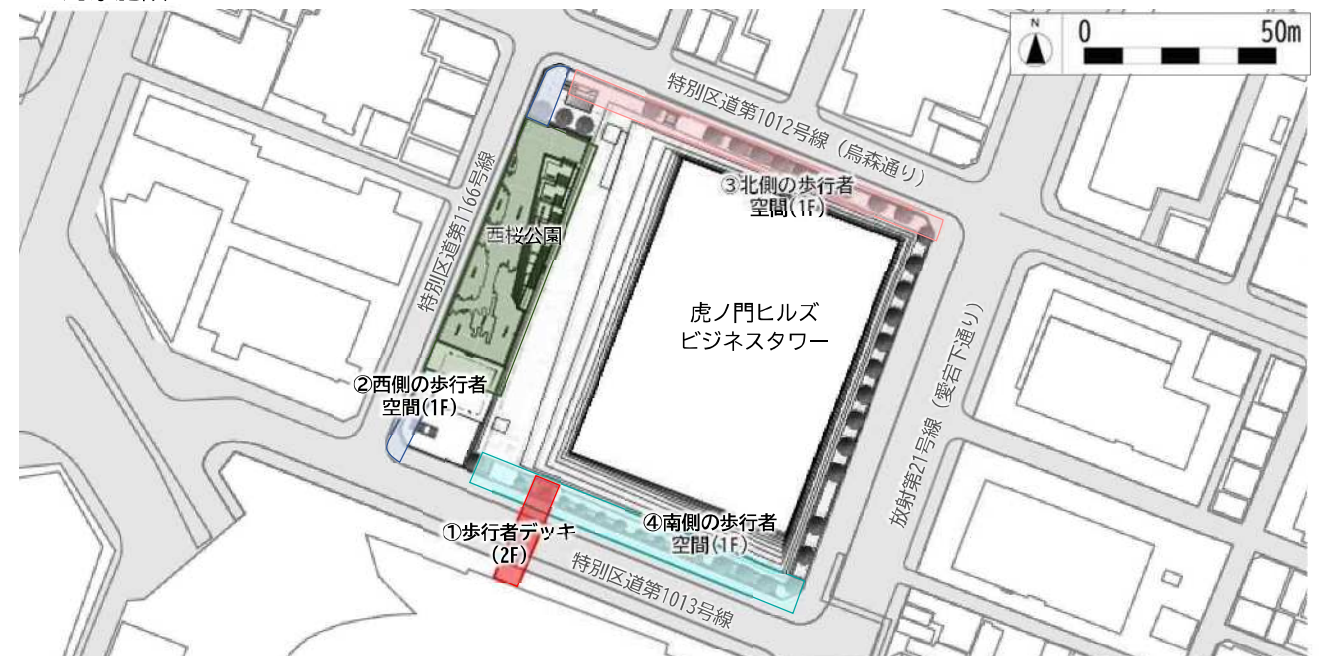 N
0
50m
特別区道第1012号線（烏森通り）
③北側の歩行者
空間(1F)
特別区道第1166号線
西桜公園
虎ノ門ヒルズ
ビジネスタワー
②西側の歩行者
空間(1F)
放射第21号線（愛宕下通り）
④南側の歩行者
空間(1F)
①歩行者デッキ
(2F)
特別区道第1013号線